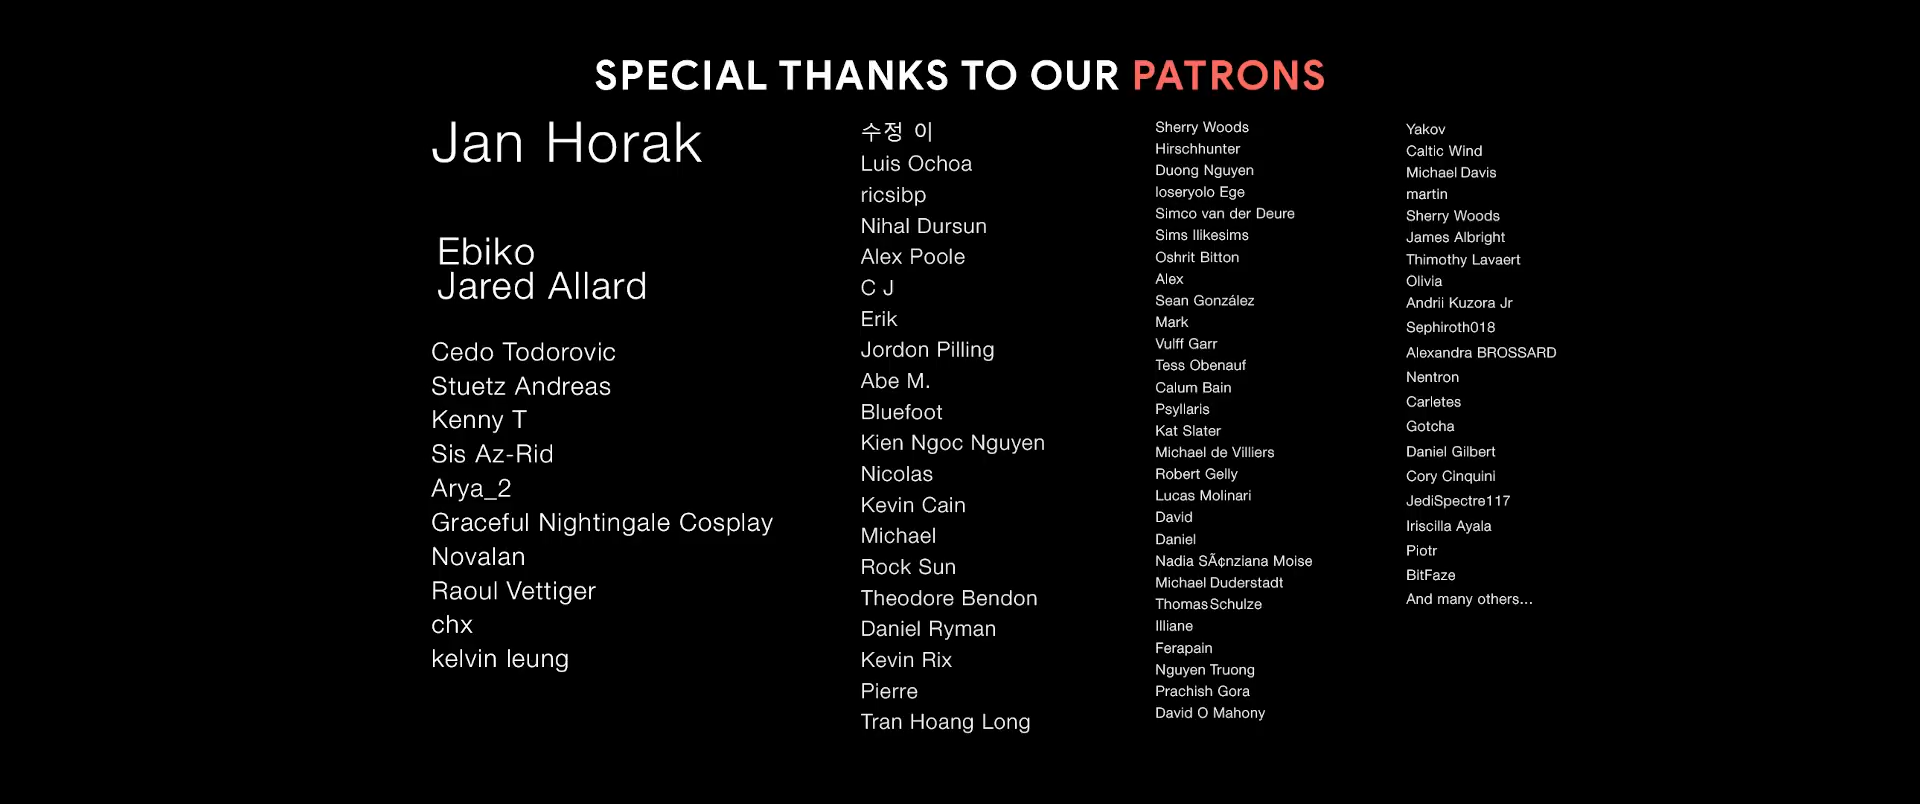 SPECIAL THANKS TO OUR PATRONS
Jan Horak
Ebiko
Jared Allard
Cedo Todorovic
Stuetz Andreas
Kenny T
Sis Az-Rid
Arya_2
Graceful Nightingale Cosplay
Novalan
Raoul Vettiger
chx
kelvin leung
수정 이
Luis Ochoa
ricsibp
Nihal Dursun
Alex Poole
C J
Erik
Jordon Pilling
Abe M.
Bluefoot
Kien Ngoc Nguyen
Nicolas
Kevin Cain
Michael
Rock Sun
Theodore Bendon
Daniel Ryman
Kevin Rix
Pierre
Tran Hoang Long
Sherry Woods
Hirschhunter
Duong Nguyen
loseryolo Ege
Simco van der Deure
Sims Ilikesims
Oshrit Bitton
Alex
Sean González
Mark
Vulff Garr
Tess Obenauf
Calum Bain
Psyllaris
Kat Slater
Michael de Villiers
Robert Gelly
Lucas Molinari
David
Daniel
Nadia SÃ¢nziana Moise
Michael Duderstadt
Thomas Schulze
Illiane
Ferapain
Nguyen Truong
Prachish Gora
David O Mahony
Yakov
Caltic Wind
Michael Davis
martin
Sherry Woods
James Albright
Thimothy Lavaert
Olivia
Andrii Kuzora Jr
Sephiroth018
Alexandra BROSSARD
Nentron
Carletes
Gotcha
Daniel Gilbert
Cory Cinquini
JediSpectre117
Iriscilla Ayala
Piotr
BitFaze
And many others...